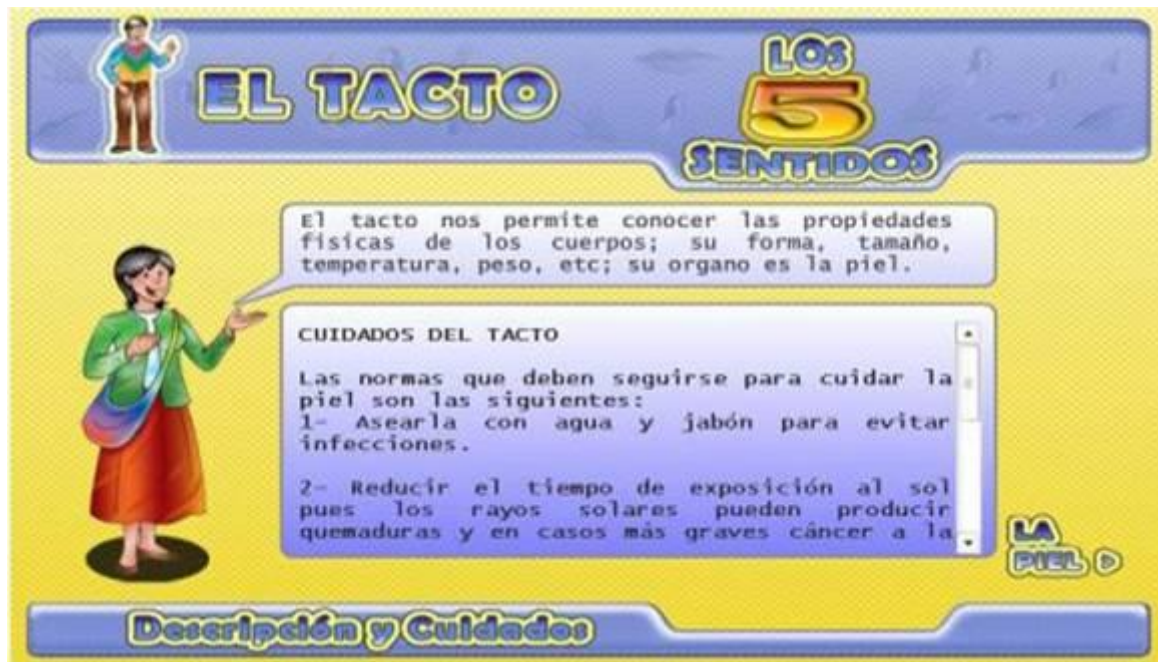 EL TACTO
LOS
5
SENTIDOS
El tacto nos permite conocer las propiedades
fisicas de los cuerpos; su forma, tamaño,
temperatura, peso, etc; su organo es la piel.
CUIDADOS DEL TACTO
Las normas que deben seguirse para cuidar la
piel son las siguientes:
1- Asearla con agua y jabón para evitar
infecciones.
2- Reducir el tiempo de exposición al sol
pues los rayos solares pueden producir
quemaduras y en casos más graves cáncer a la
LA
PIEL
Descripción y Cuidados